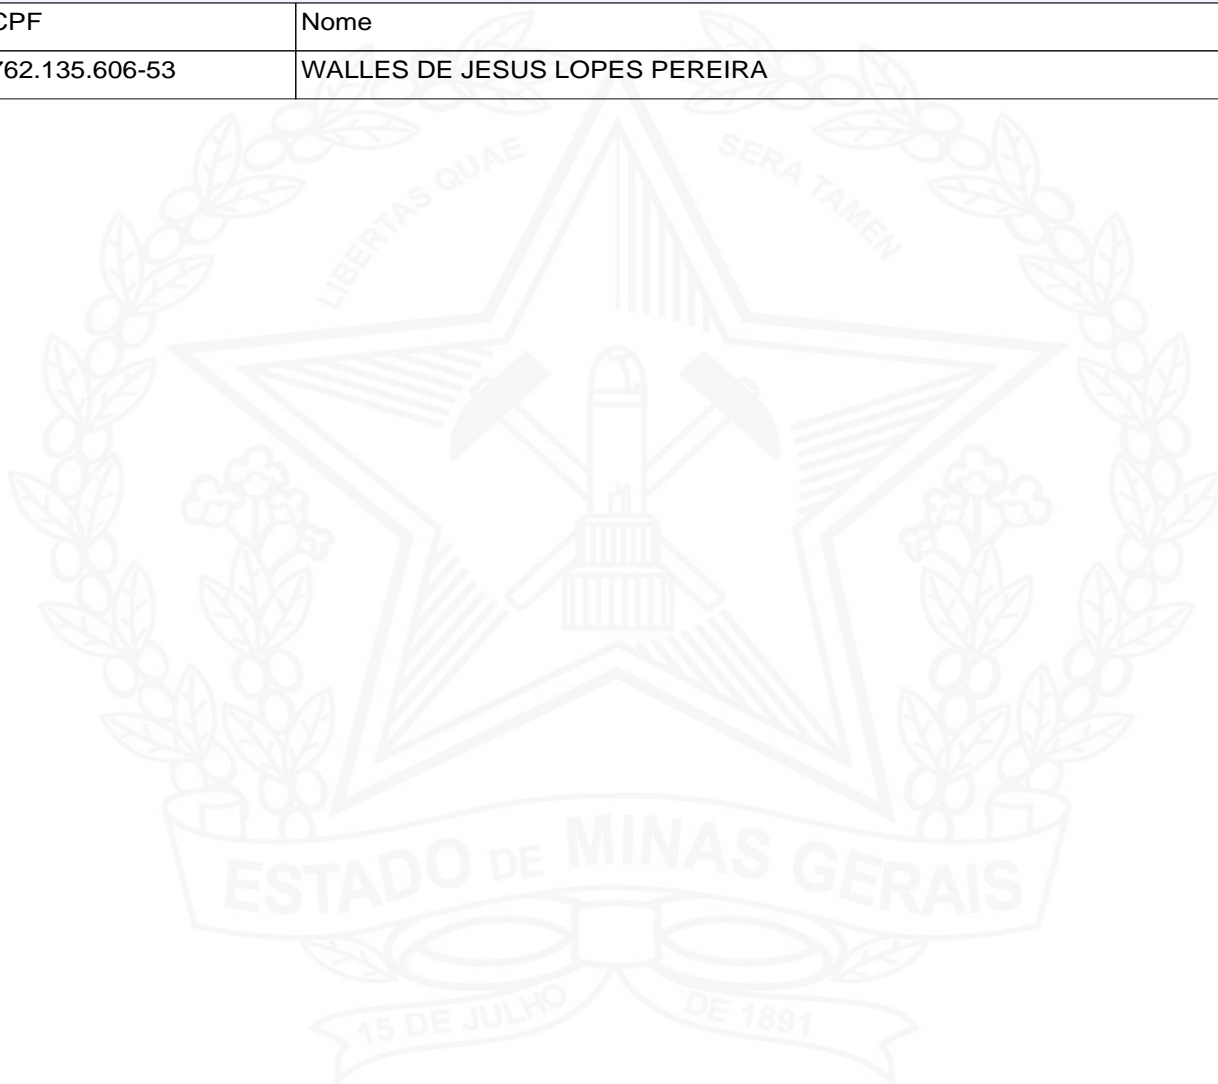 CPF Nome
762.135.606-53 WALLES DE JESUS LOPES PEREIRA
LIBERTAS QUAE SERA TAMEN
ESTADO DE MINAS GERAIS
15 DE JULHO DE 1891